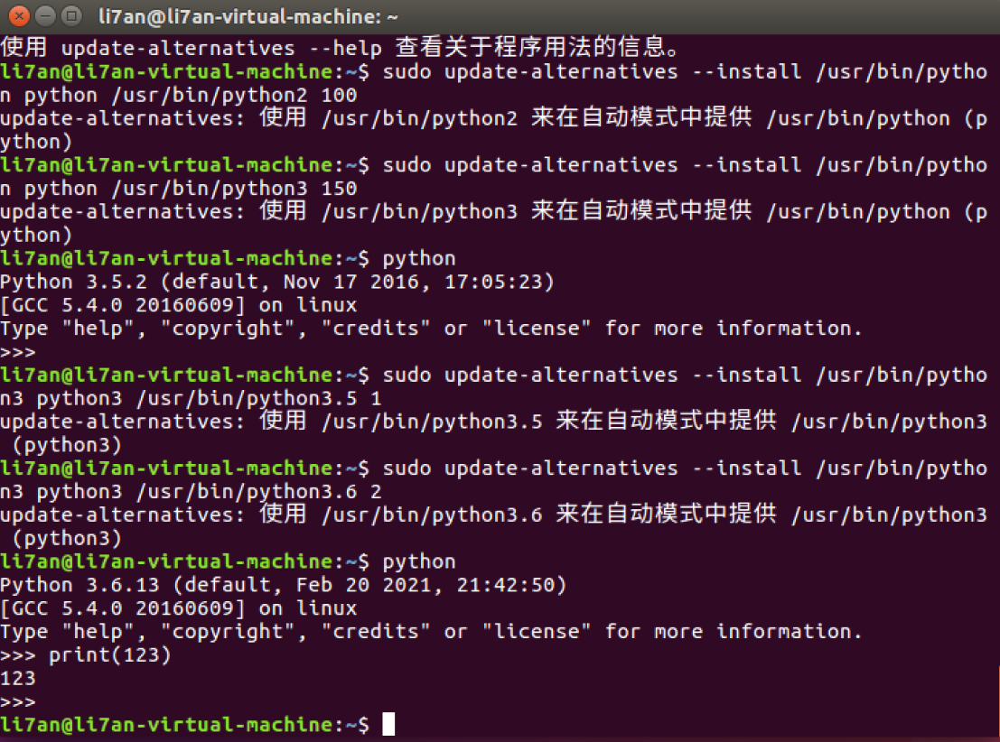 li7an@li7an-virtual-machine: ~
使用 update-alternatives --help 查看关于程序用法的信息。
li7an@li7an-virtual-machine:~$ sudo update-alternatives --install /usr/bin/pytho
n python /usr/bin/python2 100
update-alternatives: 使用 /usr/bin/python2 来在自动模式中提供 /usr/bin/python (p
ython)
li7an@li7an-virtual-machine:~$ sudo update-alternatives --install /usr/bin/pytho
n python /usr/bin/python3 150
update-alternatives: 使用 /usr/bin/python3 来在自动模式中提供 /usr/bin/python (p
ython)
li7an@li7an-virtual-machine:~$ python
Python 3.5.2 (default, Nov 17 2016, 17:05:23)
[GCC 5.4.0 20160609] on linux
Type "help", "copyright", "credits" or "license" for more information.
>>>
li7an@li7an-virtual-machine:~$ sudo update-alternatives --install /usr/bin/pytho
n3 python3 /usr/bin/python3.5 1
update-alternatives: 使用 /usr/bin/python3.5 来在自动模式中提供 /usr/bin/python3
 (python3)
li7an@li7an-virtual-machine:~$ sudo update-alternatives --install /usr/bin/pytho
n3 python3 /usr/bin/python3.6 2
update-alternatives: 使用 /usr/bin/python3.6 来在自动模式中提供 /usr/bin/python3
 (python3)
li7an@li7an-virtual-machine:~$ python
Python 3.6.13 (default, Feb 20 2021, 21:42:50)
[GCC 5.4.0 20160609] on linux
Type "help", "copyright", "credits" or "license" for more information.
>>> print(123)
123
>>>
li7an@li7an-virtual-machine:~$